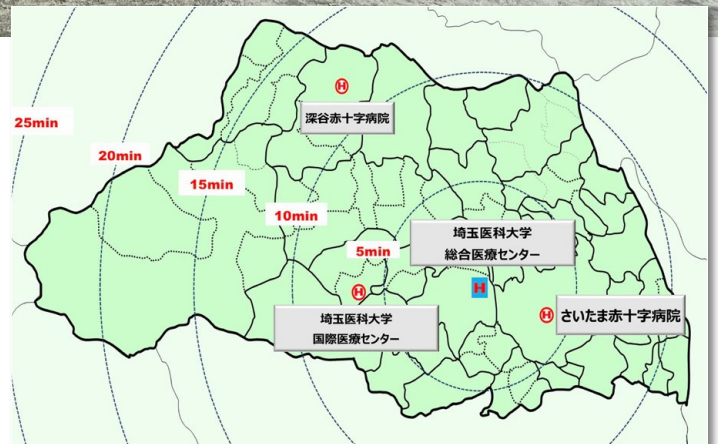 H
深谷赤十字病院
25min
20min
15min
10min
5min
埼玉医科大学
総合医療センター
H
H
H
さいたま赤十字病院
埼玉医科大学
国際医療センター